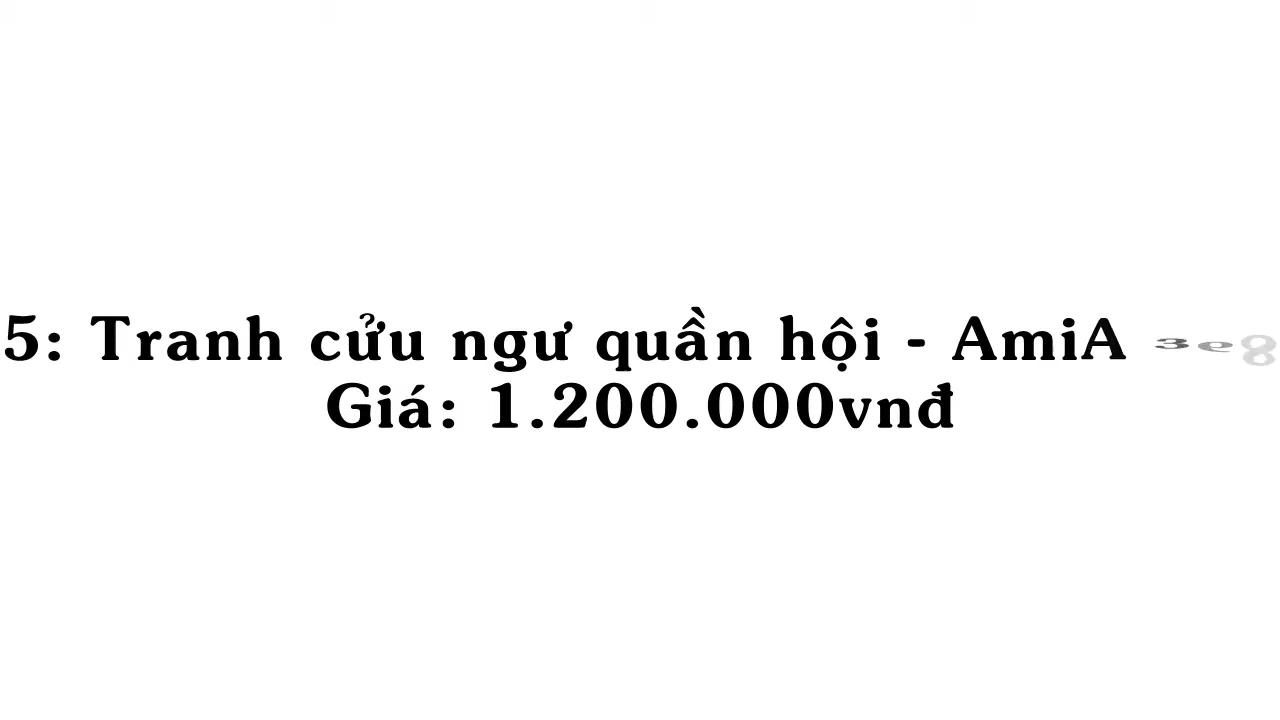 5: Tranh cửu ngư quần hội - AmiA
Giá: 1.200.000vnđ